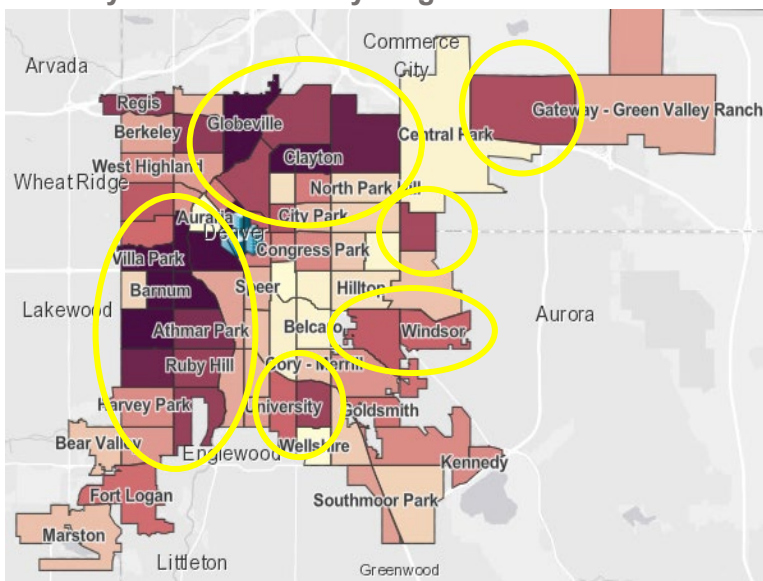 Commerce
City
Arvada
Regis
Globeville
Gateway - Green Valley Ranch
Berkeley
Central Park
Clayton
West Highland
Wheat Ridge
North Park Hill
Auraria
City Park
Denver
Congress Park
Villa Park
Barnum
Speer
Hilltop
Lakewood
Aurora
Athmar Park
Belcaro
Windsor
Ruby Hill
Cory - Merrill
Harvey Park
University
Goldsmith
Bear Valley
Englewood
Wellshire
Kennedy
Fort Logan
Southmoor Park
Marston
Littleton
Greenwood